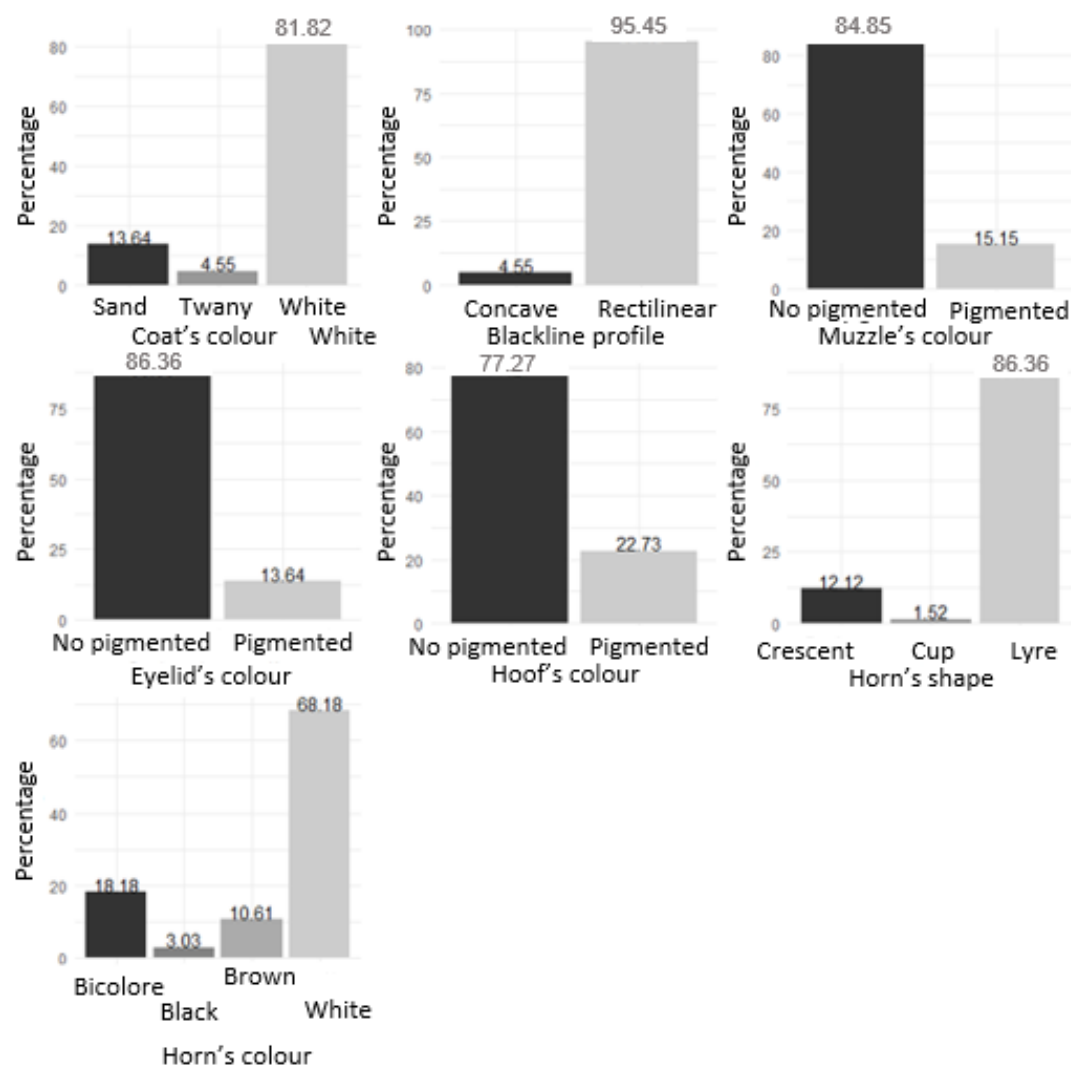 81.82
Percentage
80
60
40
20
0
13.64
4.55
Sand Twany White
Coat's colour White
95.45
Percentage
100
75
50
25
0
4.55
Concave Rectilinear
Blackline profile
84.85
Percentage
80
60
40
20
0
15.15
No pigmented Pigmented
Muzzle's colour
86.36
Percentage
75
50
25
0
13.64
No pigmented Pigmented
Eyelid's colour
77.27
Percentage
80
60
40
20
0
22.73
No pigmented Pigmented
Hoof's colour
86.36
Percentage
75
50
25
0
12.12
1.52
Crescent Cup Lyre
Horn's shape
68.18
Percentage
60
40
20
0
18.18
3.03
10.61
Bicolore
Black
Brown
White
Horn's colour